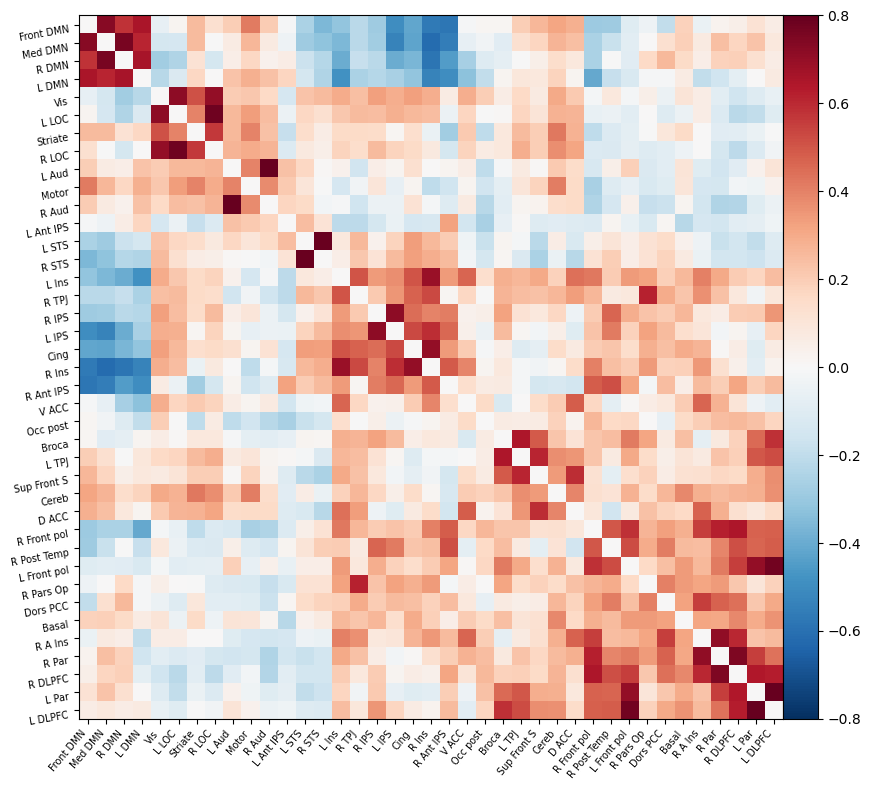 Front DMN
Med DMN
R DMN
L DMN
Vis
L LOC
Striate
R LOC
L Aud
Motor
R Aud
L Ant IPS
L STS
R STS
L Ins
R TPJ
R IPS
L IPS
Cing
R Ins
R Ant IPS
V ACC
Occ post
Broca
L TPJ
Sup Front S
Cereb
D ACC
R Front pol
R Post Temp
L Front pol
R Pars Op
Dors PCC
Basal
R A Ins
R Par
R DLPFC
L Par
L DLPFC
0.8
0.6
0.4
0.2
0.0
−0.2
−0.4
−0.6
−0.8
Front DMN
Med DMN
R DMN
L DMN
Vis
L LOC
Striate
R LOC
L Aud
Motor
R Aud
L Ant IPS
L STS
R STS
L Ins
R TPJ
R IPS
L IPS
Cing
R Ins
R Ant IPS
V ACC
Occ post
Broca
L TPJ
Sup Front S
Cereb
D ACC
R Front pol
R Post Temp
L Front pol
R Pars Op
Dors PCC
Basal
R A Ins
R Par
R DLPFC
L Par
L DLPFC